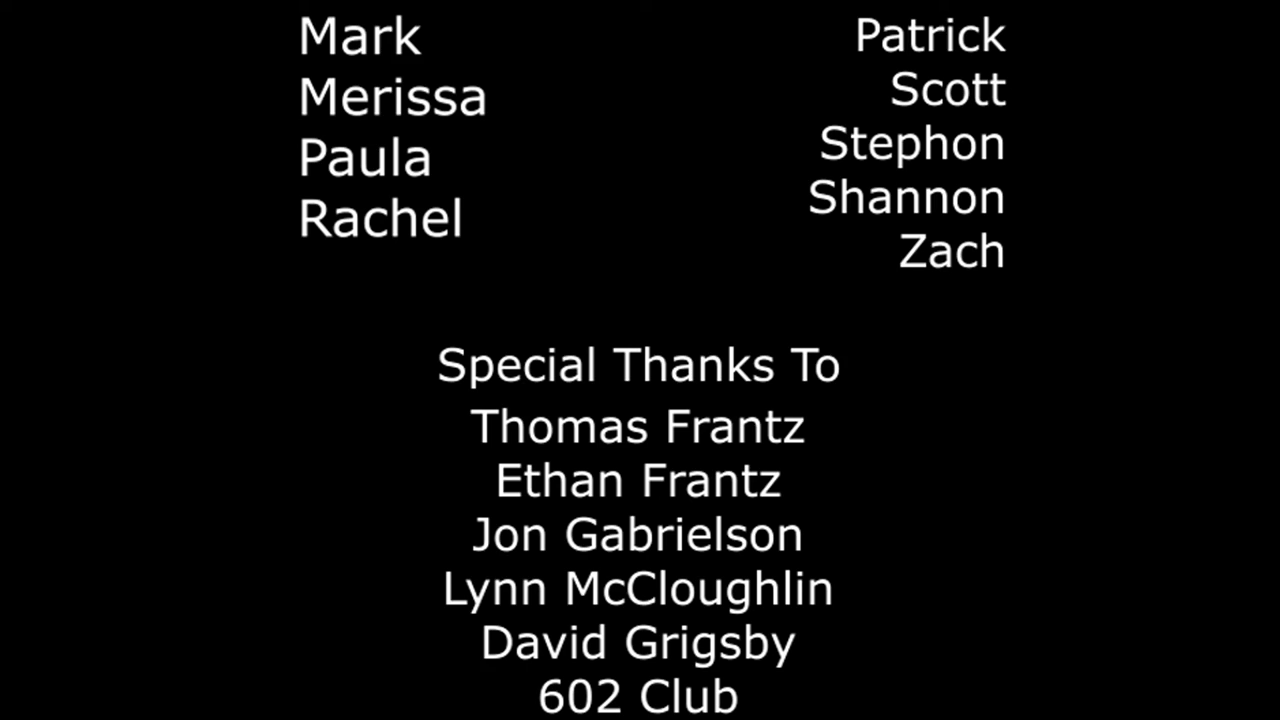 Mark
Merissa
Paula
Rachel
Patrick
Scott
Stephon
Shannon
Zach
Special Thanks To
Thomas Frantz
Ethan Frantz
Jon Gabrielson
Lynn McCloughlin
David Grigsby
602 Club